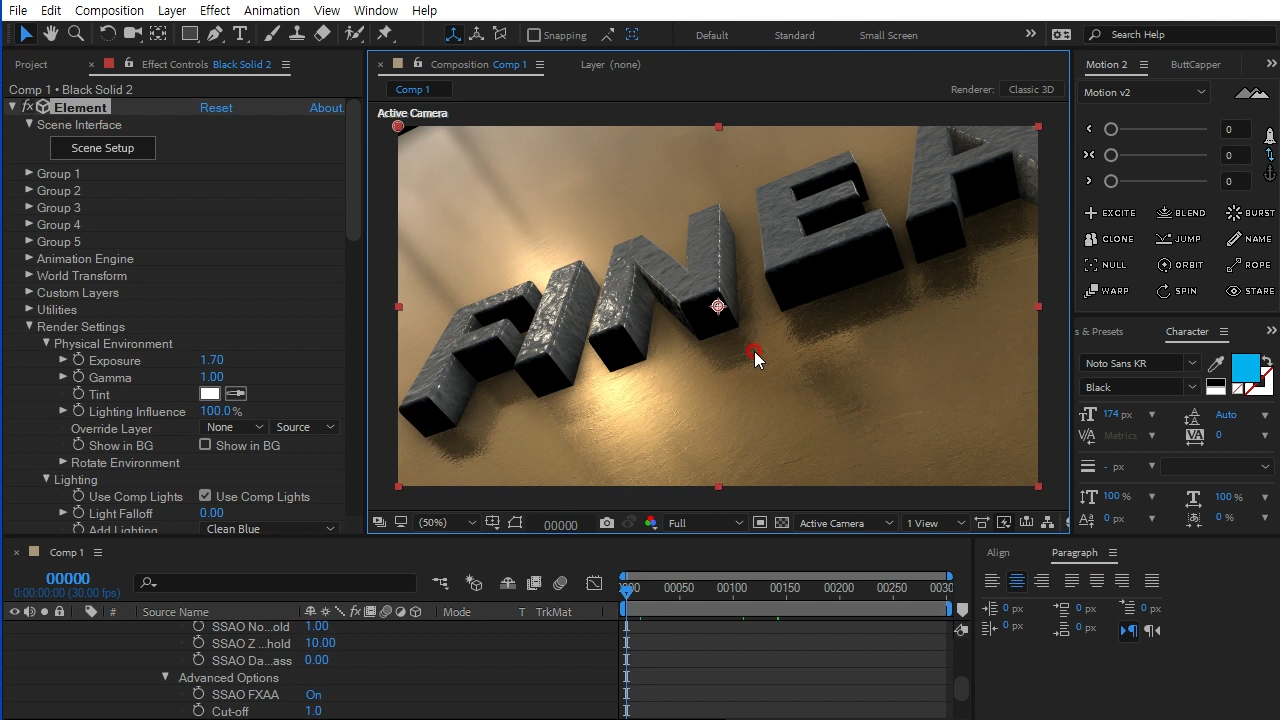 File Edit Composition Layer Effect Animation View Window Help
Snapping
Default Standard Small Screen
Search Help
Project
Effect Controls Black Solid 2
Composition Comp 1
Layer (none)
Motion 2
ButtCapper
Comp 1 • Black Solid 2
Comp 1
Renderer: Classic 3D
Motion v2
fx Element Reset About.
Active Camera
Scene Interface
Scene Setup
Group 1
Group 2
Group 3
Group 4
Group 5
Animation Engine
World Transform
Custom Layers
Utilities
Render Settings
Physical Environment
Exposure 1.70
Gamma 1.00
Tint
Lighting Influence 100.0%
Override Layer None Source
Show in BG Show in BG
Rotate Environment
Lighting
Use Comp Lights Use Comp Lights
Light Falloff 0.00
Add Lighting Clean Blue
0
0
0
EXCITE BLEND BURST
CLONE JUMP NAME
NULL ORBIT ROPE
WARP SPIN STARE
s & Presets Character
Noto Sans KR
Black
174 px Auto
Metrics 0
- px
100 % 100 %
0 px 0 %
(50%) 00000 Full Active Camera 1 View
Comp 1
00000
0:00:00:00 (30.00 fps)
00050 00100 00150 00200 00250 0030
# Source Name Mode T TrkMat
SSAO No...old 1.00
SSAO Z ...hold 10.00
SSAO Da...ass 0.00
Advanced Options
SSAO FXAA On
Cut-off 1.0
Align Paragraph
0 px 0 px 0 px
0 px 0 px